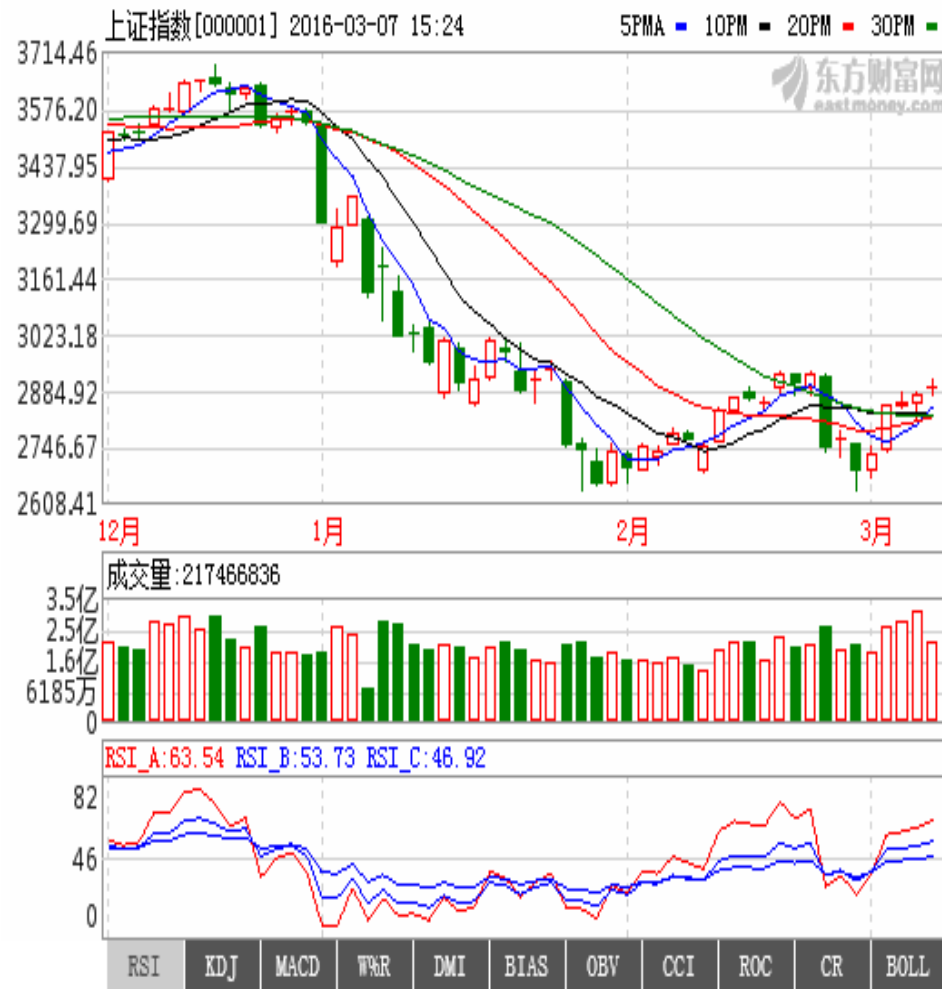 上证指数[000001] 2016-03-07 15:24 5PMA 10PM 20PM 30PM
东方财富网
eastmoney.com
3714.46
3576.20
3437.95
3299.69
3161.44
3023.18
2884.92
2746.67
2608.41
12月 1月 2月 3月
成交量:217466836
3.5亿
2.5亿
1.6亿
6185万
0
RSI_A:63.54 RSI_B:53.73 RSI_C:46.92
82
46
0
RSI KDJ MACD W%R DMI BIAS OBV CCI ROC CR BOLL